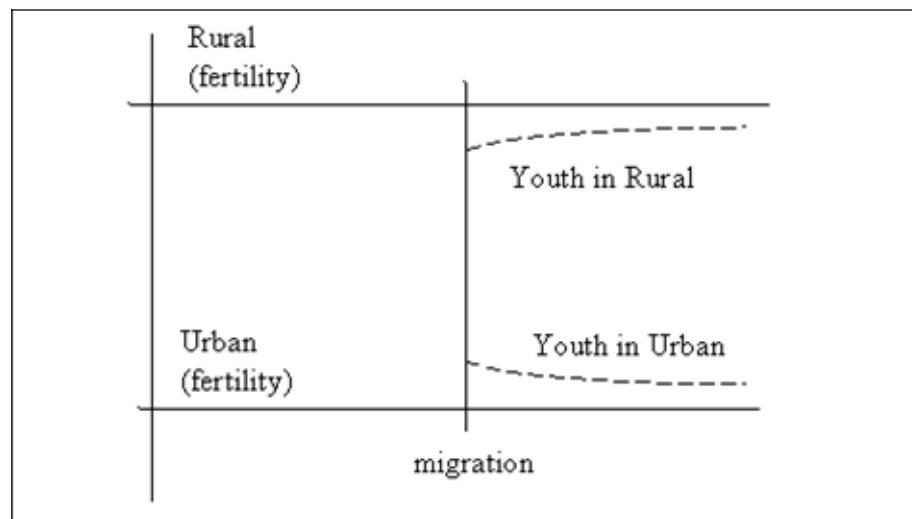 Rural
(fertility)
Youth in Rural
Urban
(fertility)
Youth in Urban
migration